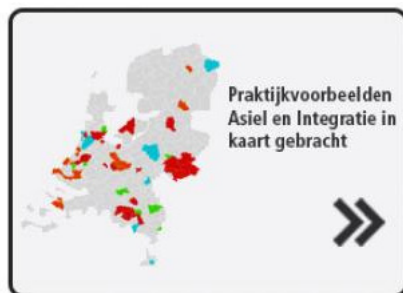 Praktijkvoorbeelden
Asiel en Integratie in
kaart gebracht